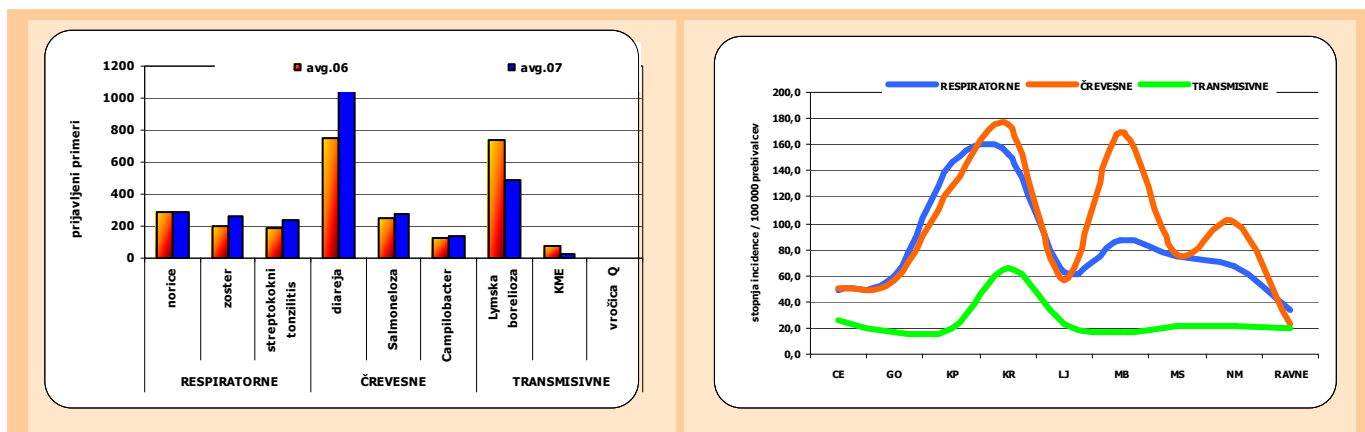 avg.06 avg.07
prijavljeni primeri
1200
1000
800
600
400
200
0
norice
zoster
streptokokni
tonzilitis
diareja
Salmoneloza
Campilobacter
Lymska
borelioza
KME
vročica Q
RESPIRATORNE ČREVESNE TRANSMISIVNE
RESPIRATORNE ČREVESNE TRANSMISIVNE
stopnja incidence / 100 000 prebivalcev
200,0
180,0
160,0
140,0
120,0
100,0
80,0
60,0
40,0
20,0
0,0
CE GO KP KR LJ MB MS NM RAVNE